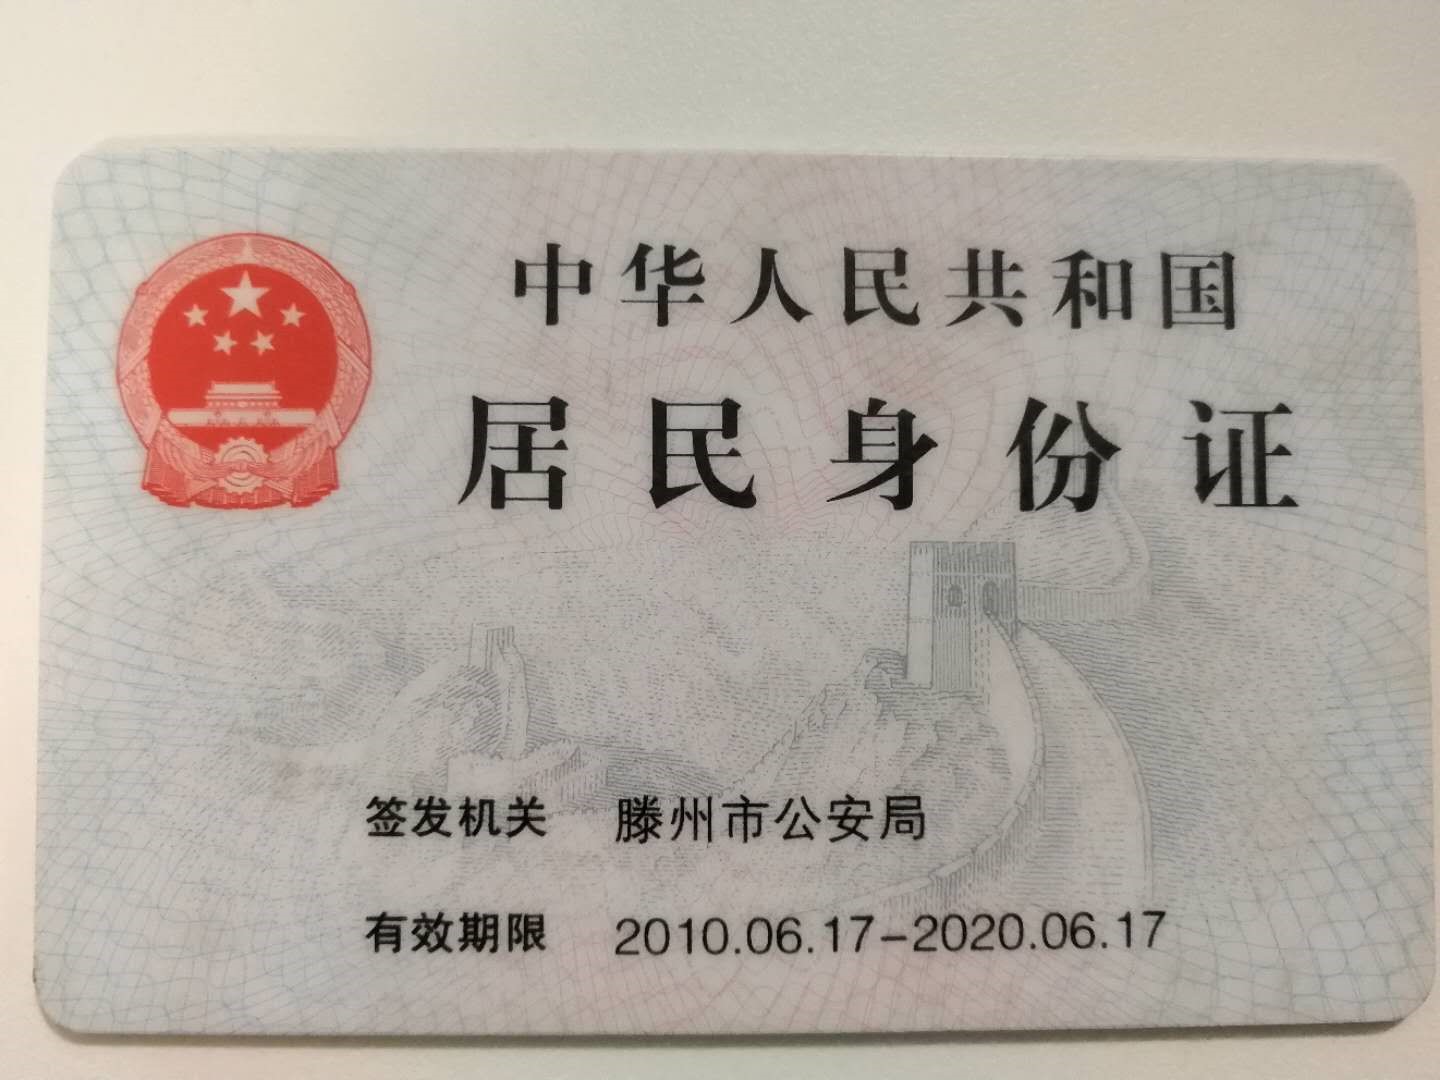 中华人民共和国
居民身份证
签发机关 滕州市公安局
有效期限 2010.06.17-2020.06.17